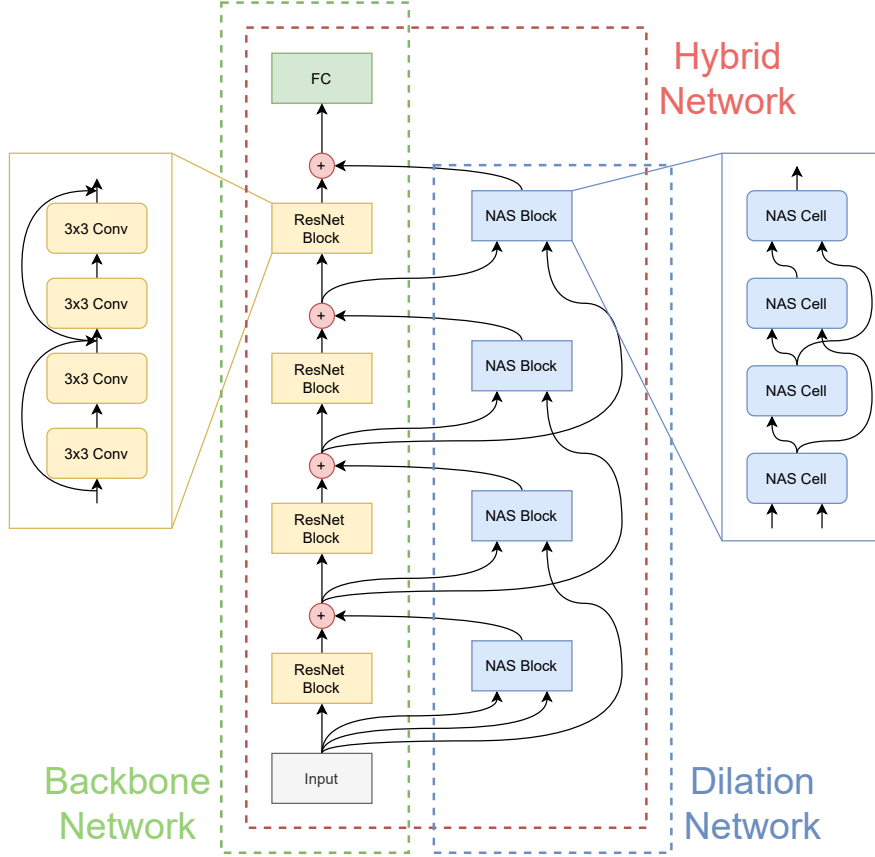 Hybrid
Network
FC
+
ResNet
Block
NAS Block
+
ResNet
Block
NAS Block
+
ResNet
Block
NAS Block
+
ResNet
Block
NAS Block
Input
3x3 Conv
3x3 Conv
3x3 Conv
3x3 Conv
NAS Cell
NAS Cell
NAS Cell
NAS Cell
Backbone
Network
Dilation
Network